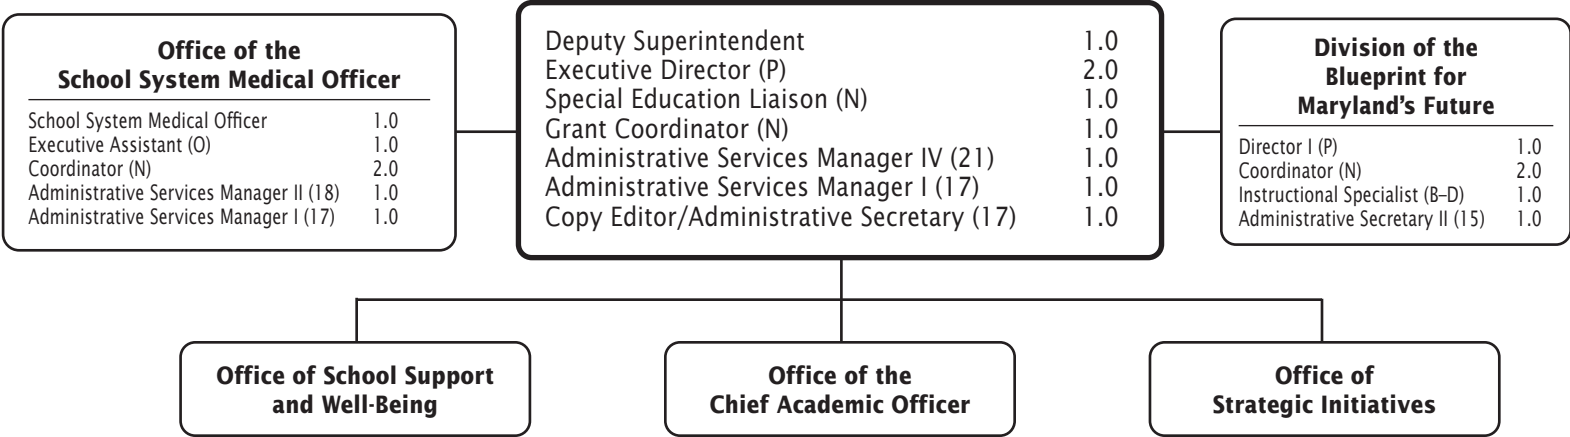 Office of the
School System Medical Officer
School System Medical Officer 1.0
Executive Assistant (O) 1.0
Coordinator (N) 2.0
Administrative Services Manager II (18) 1.0
Administrative Services Manager I (17) 1.0
Deputy Superintendent 1.0
Executive Director (P) 2.0
Special Education Liaison (N) 1.0
Grant Coordinator (N) 1.0
Administrative Services Manager IV (21) 1.0
Administrative Services Manager I (17) 1.0
Copy Editor/Administrative Secretary (17) 1.0
Division of the
Blueprint for
Maryland’s Future
Director I (P) 1.0
Coordinator (N) 2.0
Instructional Specialist (B–D) 1.0
Administrative Secretary II (15) 1.0
Office of School Support
and Well-Being
Office of the
Chief Academic Officer
Office of
Strategic Initiatives